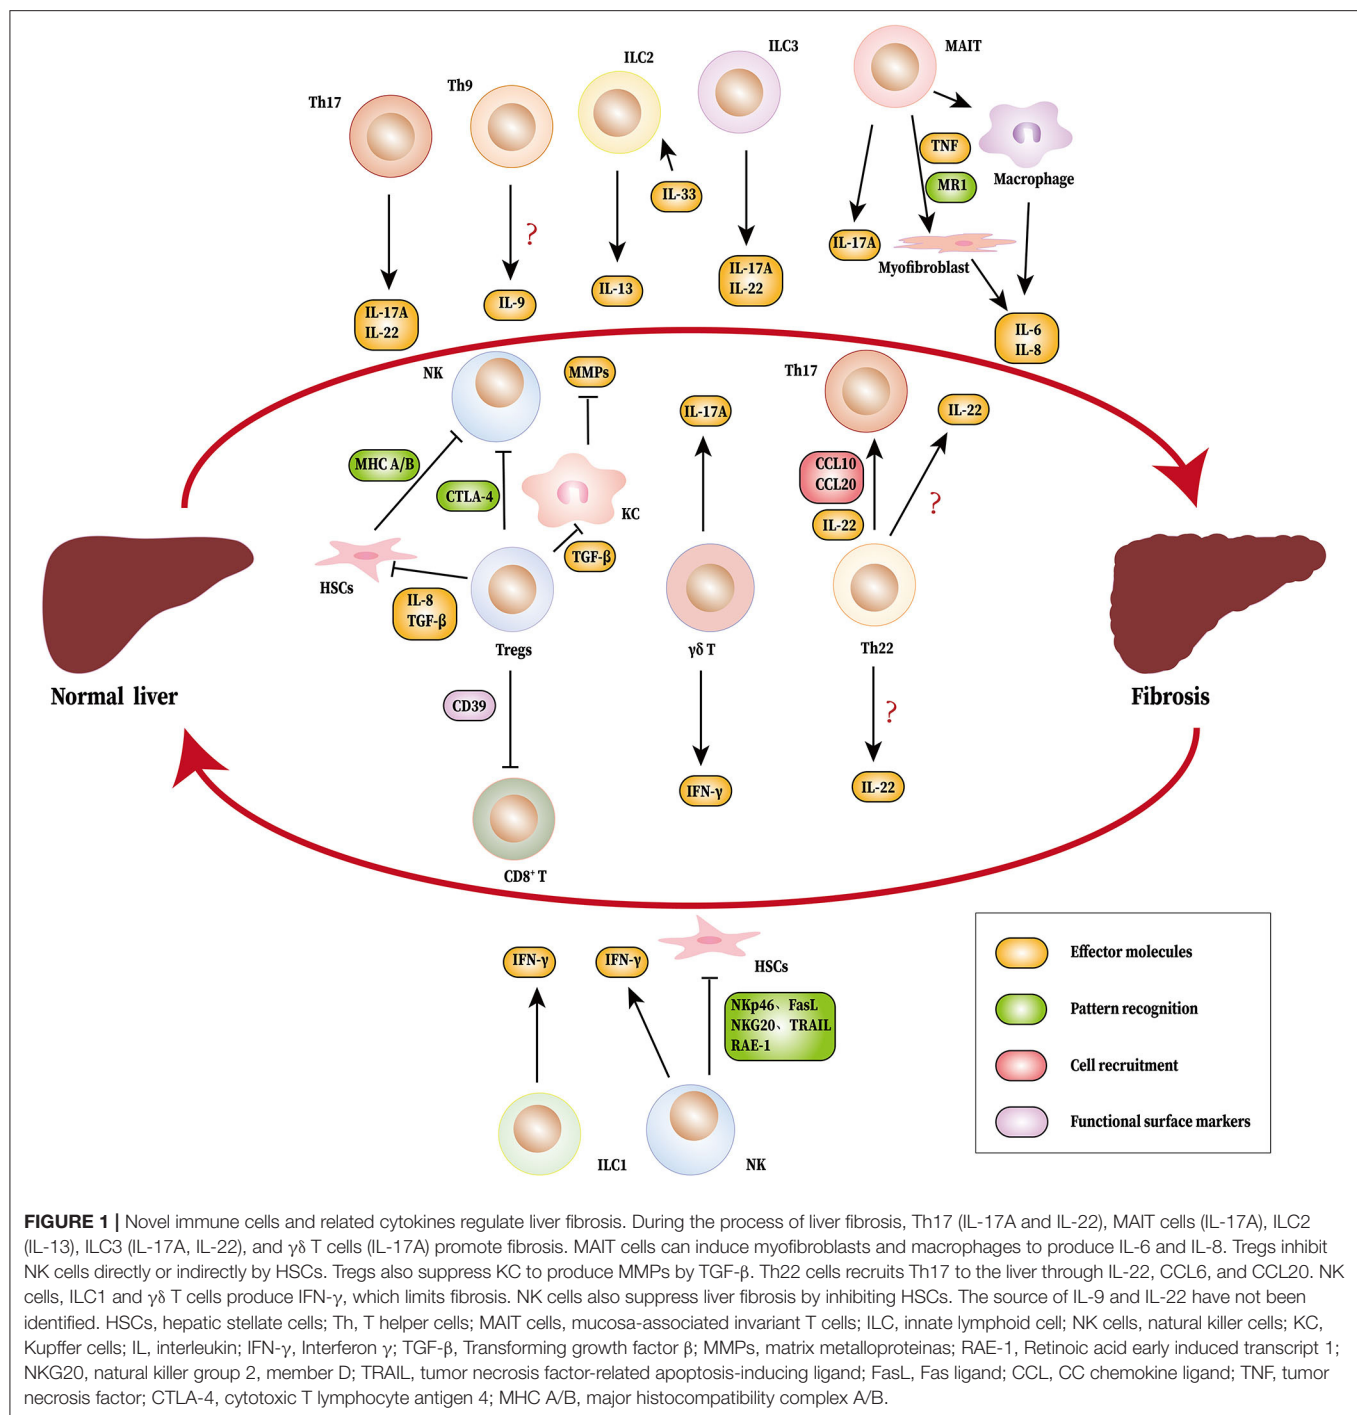 Th17
Th9
ILC2
ILC3
MAIT
IL-33
TNF
MR1
Macrophage
IL-17A
Myofibroblast
?
IL-17A
IL-22
IL-9
IL-13
IL-17A
IL-22
IL-6
IL-8
NK
MMPs
Th17
IL-17A
IL-22
MHC A/B
CTLA-4
KC
CCL10
CCL20
?
IL-22
TGF-β
HSCs
IL-8
TGF-β
Tregs
γδ T
Th22
Normal liver
Fibrosis
CD39
?
IFN-γ
IL-22
CD8⁺ T
IFN-γ
IFN-γ
HSCs
NKp46、FasL
NKG20、TRAIL
RAE-1
ILC1
NK
Effector molecules
Pattern recognition
Cell recruitment
Functional surface markers
FIGURE 1 | Novel immune cells and related cytokines regulate liver fibrosis. During the process of liver fibrosis, Th17 (IL-17A and IL-22), MAIT cells (IL-17A), ILC2
(IL-13), ILC3 (IL-17A, IL-22), and γδ T cells (IL-17A) promote fibrosis. MAIT cells can induce myofibroblasts and macrophages to produce IL-6 and IL-8. Tregs inhibit
NK cells directly or indirectly by HSCs. Tregs also suppress KC to produce MMPs by TGF-β. Th22 cells recruits Th17 to the liver through IL-22, CCL6, and CCL20. NK
cells, ILC1 and γδ T cells produce IFN-γ, which limits fibrosis. NK cells also suppress liver fibrosis by inhibiting HSCs. The source of IL-9 and IL-22 have not been
identified. HSCs, hepatic stellate cells; Th, T helper cells; MAIT cells, mucosa-associated invariant T cells; ILC, innate lymphoid cell; NK cells, natural killer cells; KC,
Kupffer cells; IL, interleukin; IFN-γ, Interferon γ; TGF-β, Transforming growth factor β; MMPs, matrix metalloproteinas; RAE-1, Retinoic acid early induced transcript 1;
NKG20, natural killer group 2, member D; TRAIL, tumor necrosis factor-related apoptosis-inducing ligand; FasL, Fas ligand; CCL, CC chemokine ligand; TNF, tumor
necrosis factor; CTLA-4, cytotoxic T lymphocyte antigen 4; MHC A/B, major histocompatibility complex A/B.